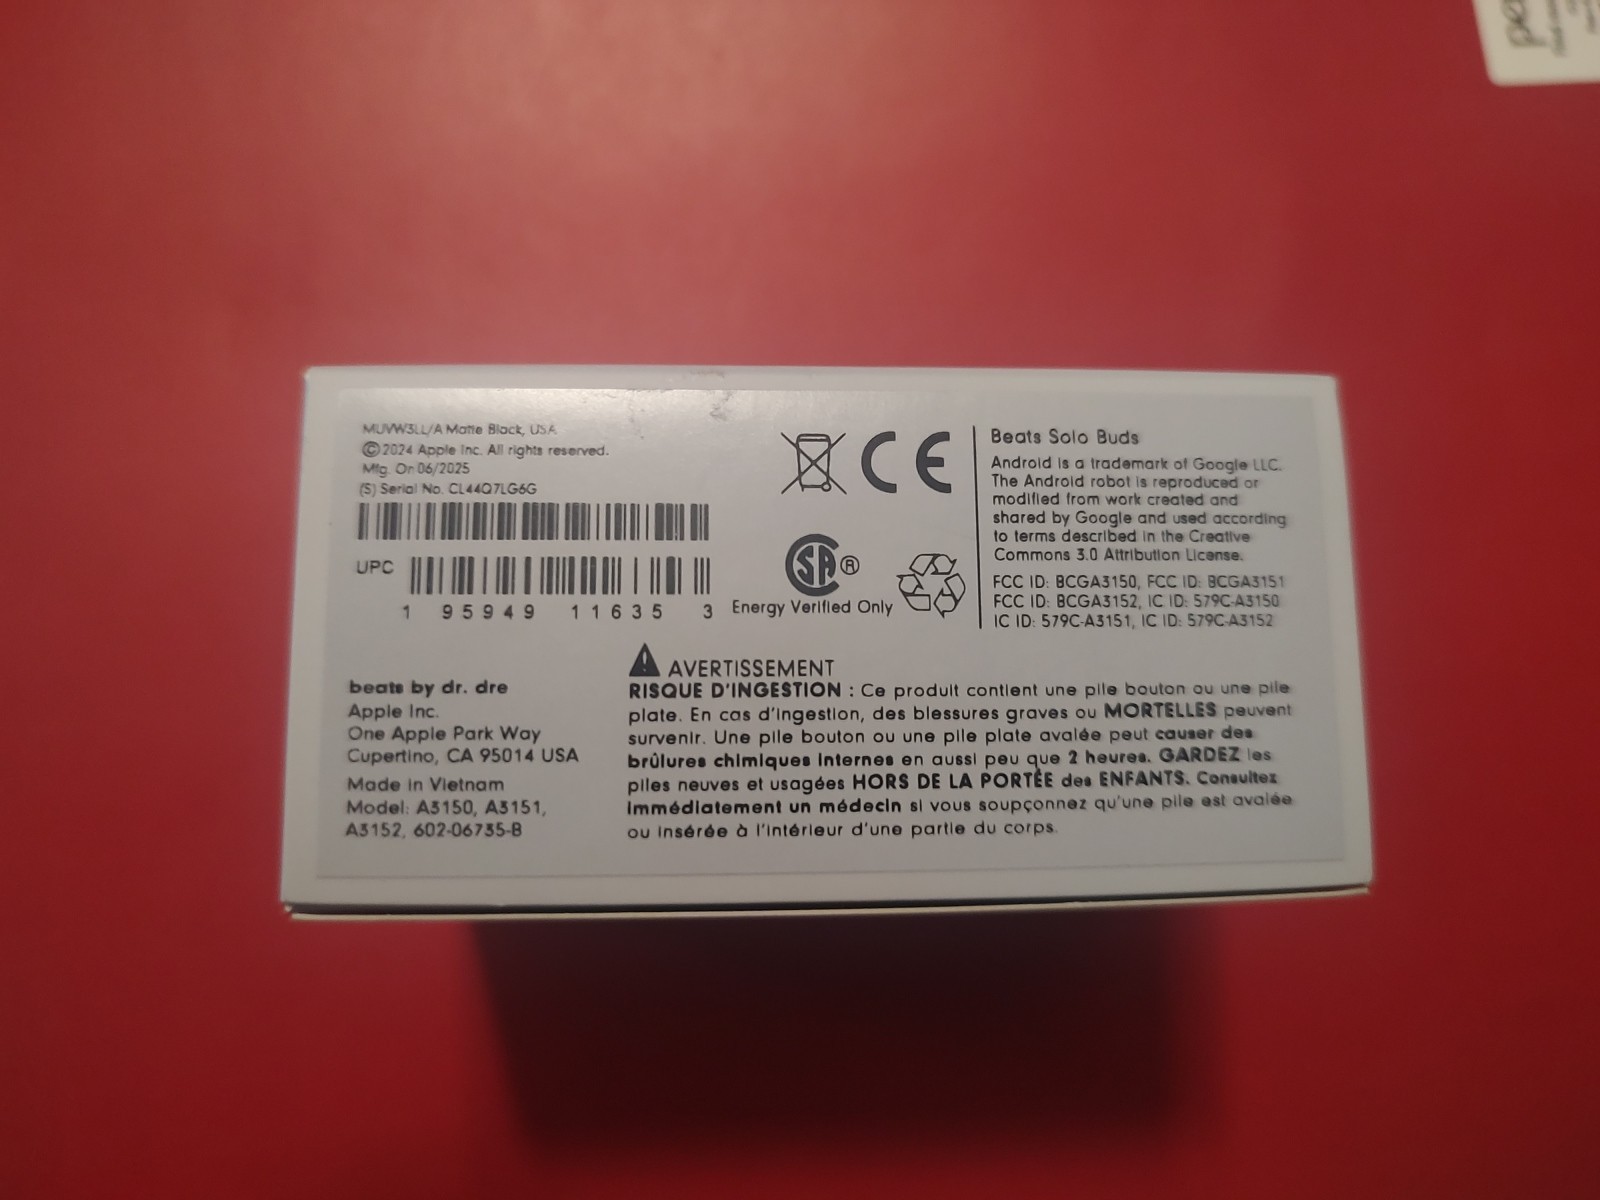 MUVW3LL/A Matte Black, USA
©2024 Apple Inc. All rights reserved.
Mfg. On 06/2025
(S) Serial No. CL44Q7LG6G
UPC
1 95949 11635 3
CE
SA®
Energy Verified Only
Beats Solo Buds
Android is a trademark of Google LLC.
The Android robot is reproduced or
modified from work created and
shared by Google and used according
to terms described in the Creative
Commons 3.0 Attribution License.
FCC ID: BCGA3150, FCC ID: BCGA3151
FCC ID: BCGA3152, IC ID: 579C-A3150
IC ID: 579C-A3151, IC ID: 579C-A3152
beats by dr. dre
Apple Inc.
One Apple Park Way
Cupertino, CA 95014 USA
Made in Vietnam
Model: A3150, A3151,
A3152, 602-06735-B
AVERTISSEMENT
RISQUE D'INGESTION : Ce produit contient une pile bouton ou une pile
plate. En cas d'ingestion, des blessures graves ou MORTELLES peuvent
survenir. Une pile bouton ou une pile plate avalée peut causer des
brûlures chimiques internes en aussi peu que 2 heures. GARDEZ les
piles neuves et usagées HORS DE LA PORTÉE des ENFANTS. Consultez
immédiatement un médecin si vous soupçonnez qu'une pile est avalée
ou insérée à l'intérieur d'une partie du corps.